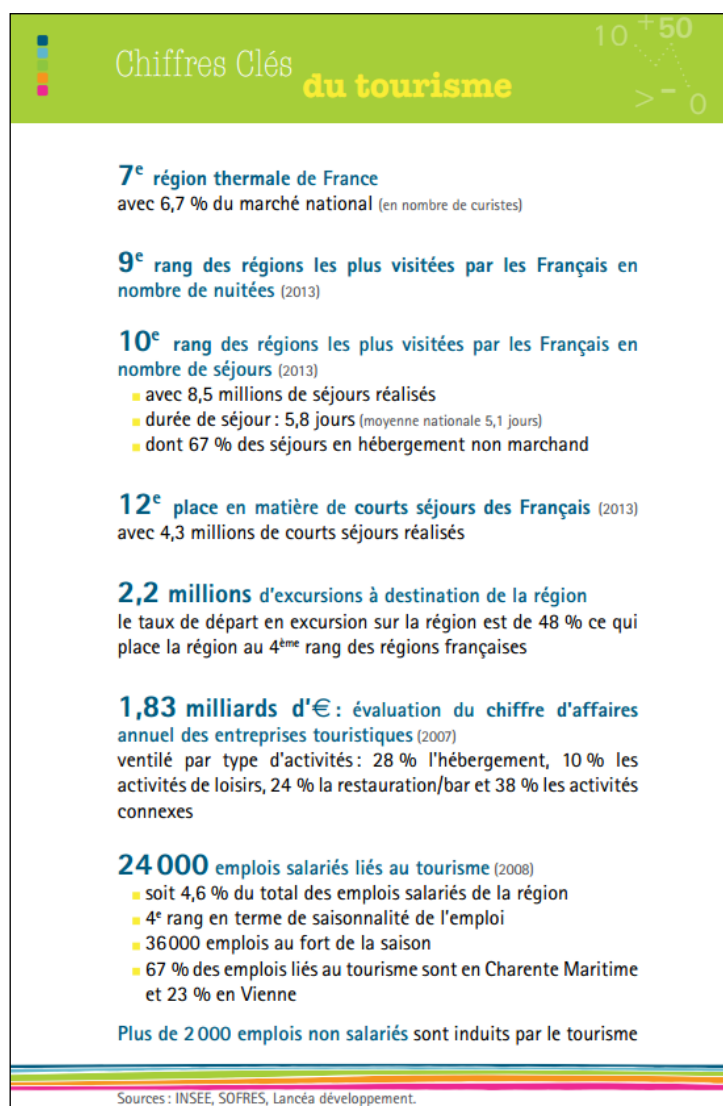 Chiffres Clés
du tourisme
10 + 50
> - 0
7e région thermale de France
avec 6,7 % du marché national (en nombre de curistes)
9e rang des régions les plus visitées par les Français en
nombre de nuitées (2013)
10e rang des régions les plus visitées par les Français en
nombre de séjours (2013)
avec 8,5 millions de séjours réalisés
durée de séjour : 5,8 jours (moyenne nationale 5,1 jours)
dont 67 % des séjours en hébergement non marchand
12e place en matière de courts séjours des Français (2013)
avec 4,3 millions de courts séjours réalisés
2,2 millions d'excursions à destination de la région
le taux de départ en excursion sur la région est de 48 % ce qui
place la région au 4ème rang des régions françaises
1,83 milliards d'€ : évaluation du chiffre d'affaires
annuel des entreprises touristiques (2007)
ventilé par type d'activités : 28 % l'hébergement, 10 % les
activités de loisirs, 24 % la restauration/bar et 38 % les activités
connexes
24 000 emplois salariés liés au tourisme (2008)
soit 4,6 % du total des emplois salariés de la région
4e rang en terme de saisonnalité de l'emploi
36 000 emplois au fort de la saison
67 % des emplois liés au tourisme sont en Charente Maritime
et 23 % en Vienne
Plus de 2 000 emplois non salariés sont induits par le tourisme
Sources : INSEE, SOFRES, Lancéa développement.